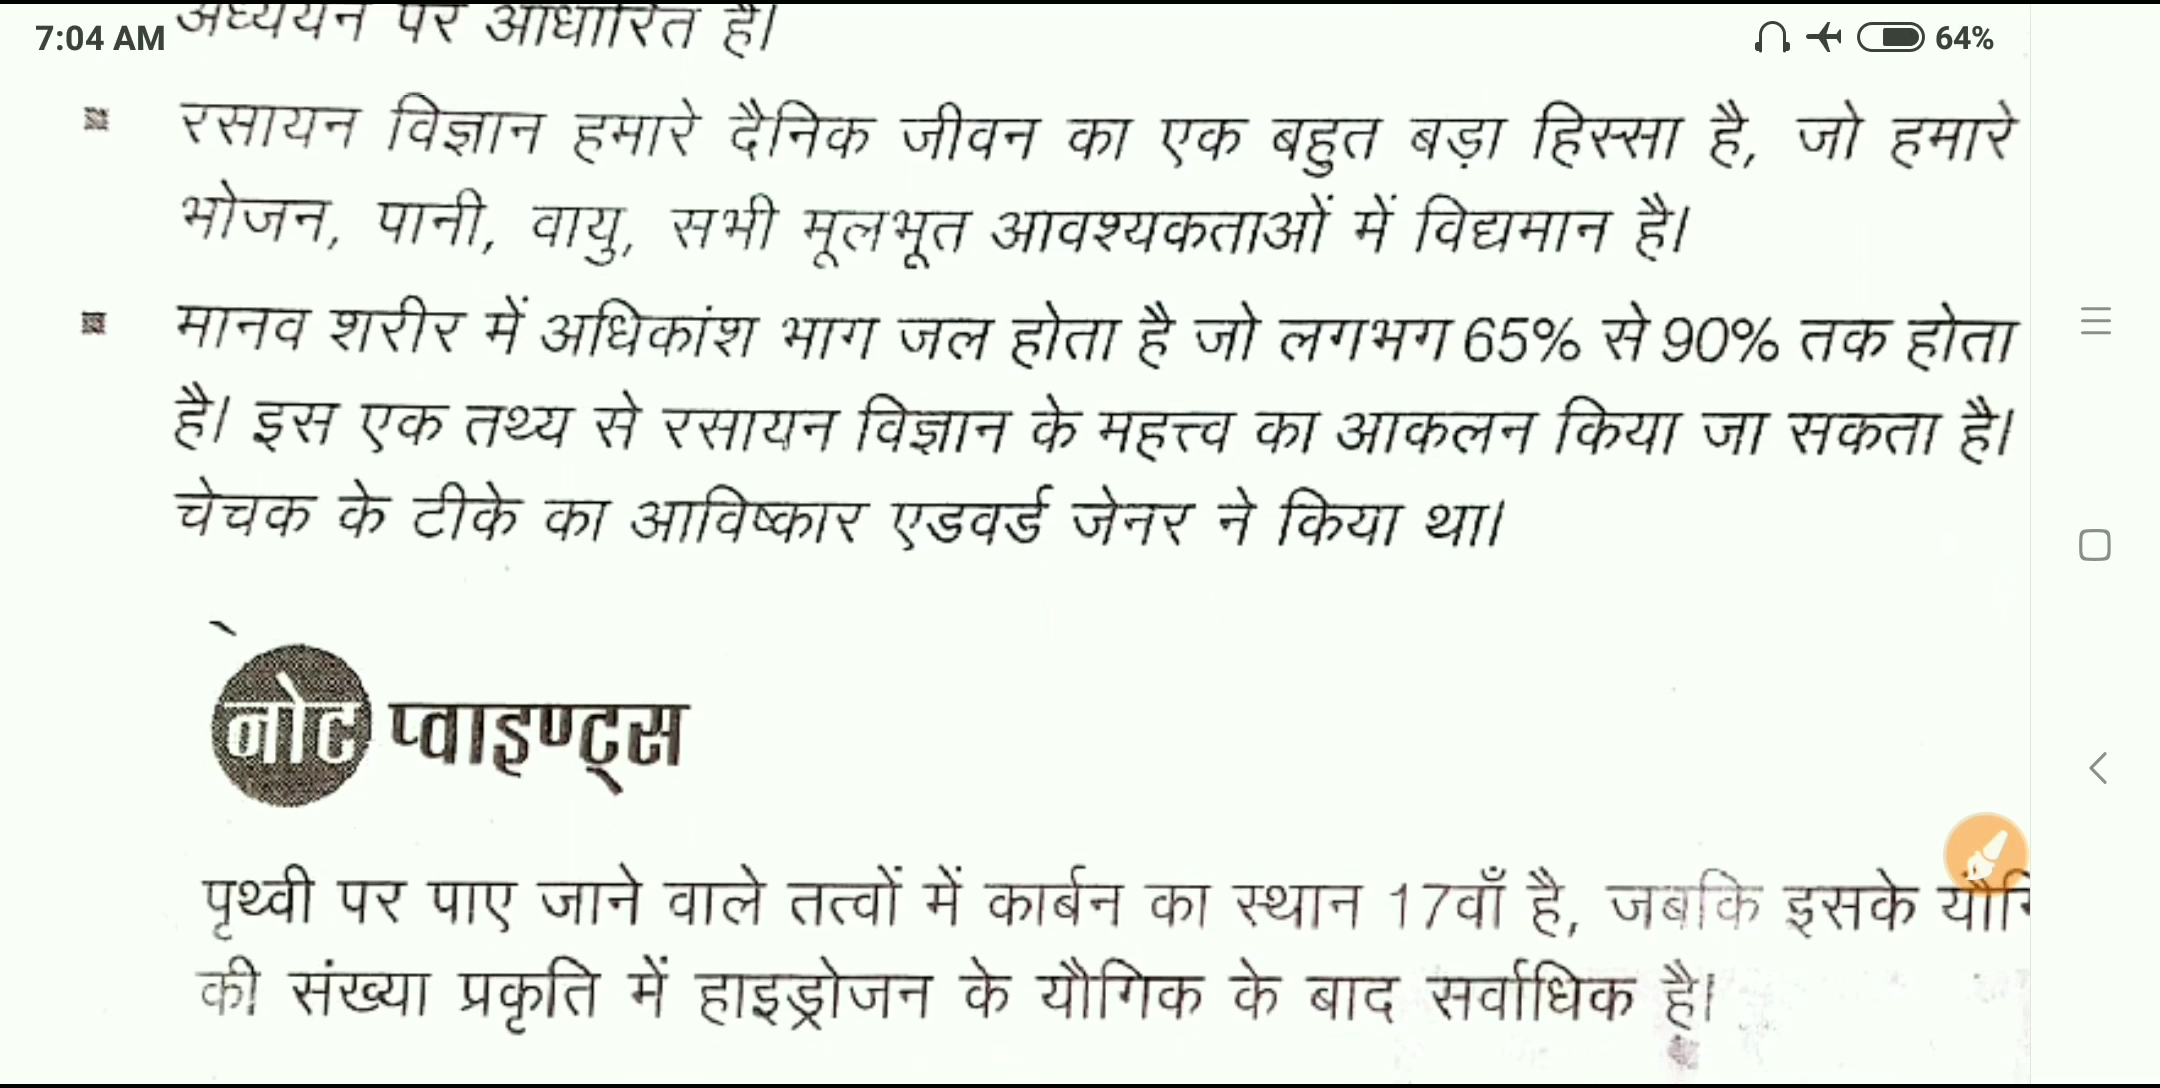 अध्ययन पर आधारित है।
7:04 AM
64%
रसायन विज्ञान हमारे दैनिक जीवन का एक बहुत बड़ा हिस्सा है, जो हमारे
भोजन, पानी, वायु, सभी मूलभूत आवश्यकताओं में विद्यमान है।
मानव शरीर में अधिकांश भाग जल होता है जो लगभग 65% से 90% तक होता
है। इस एक तथ्य से रसायन विज्ञान के महत्त्व का आकलन किया जा सकता है।
चेचक के टीके का आविष्कार एडवर्ड जेनर ने किया था।
नोट प्वाइण्ट्स
पृथ्वी पर पाए जाने वाले तत्वों में कार्बन का स्थान 17वाँ है, जबकि इसके
की संख्या प्रकृति में हाइड्रोजन के यौगिक के बाद सर्वाधिक है।